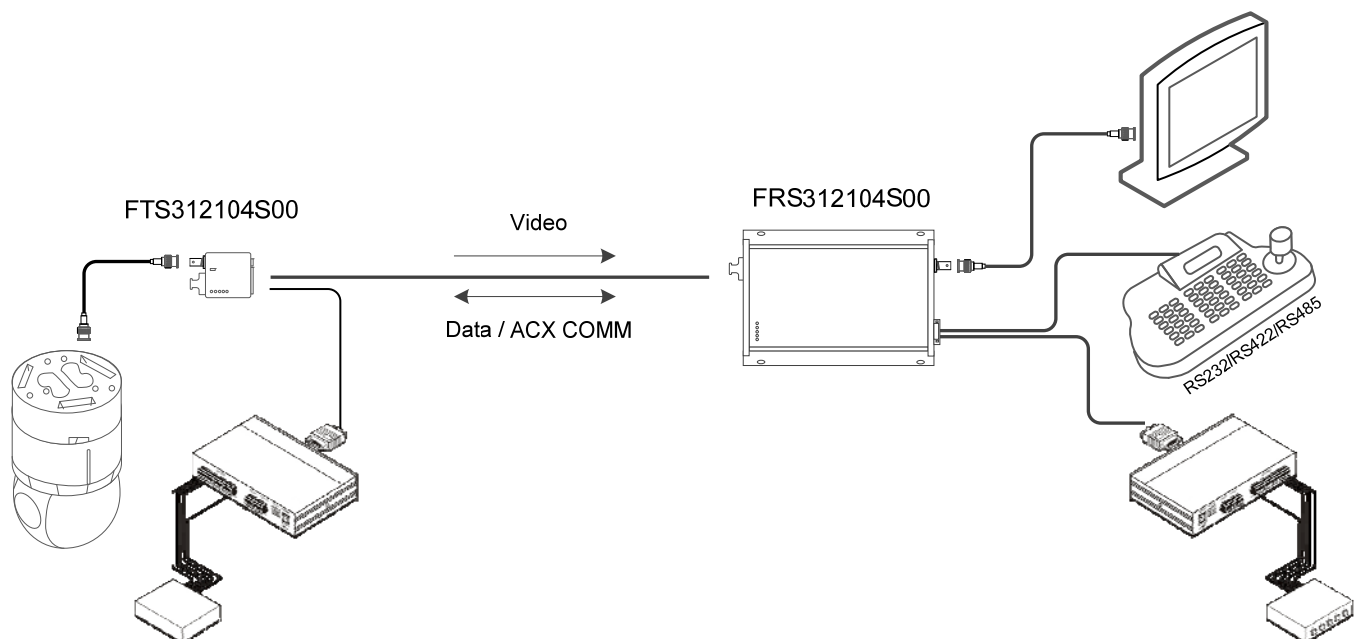 FTS312104S00
Video
Data / ACX COMM
FRS312104S00
RS232/RS422/RS485